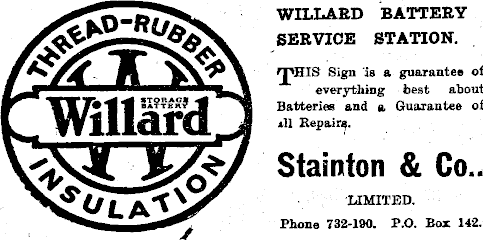 THREAD-RUBBER
Willard
STORAGE
BATTERY
INSULATION
WILLARD BATTERY
SERVICE STATION.
THIS Sign is a guarantee of
everything best about
Batteries and a Guarantee of
all Repairs.
Stainton & Co..
LIMITED.
Phone 732-190. P.O. Box 142.